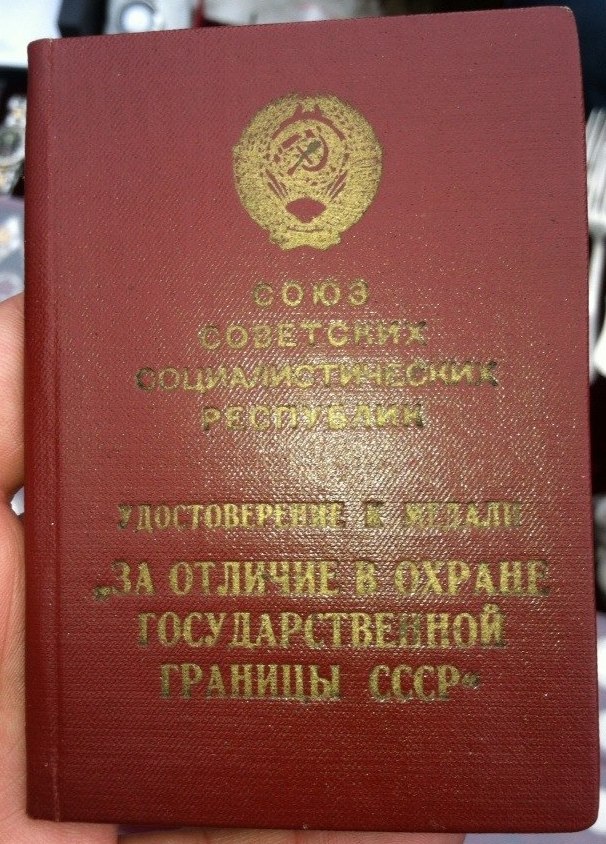 СОЮЗ
СОВЕТСКИХ
СОЦИАЛИСТИЧЕСКИХ
РЕСПУБЛИК
УДОСТОВЕРЕНИЕ К МЕДАЛИ
„ЗА ОТЛИЧИЕ В ОХРАНЕ
ГОСУДАРСТВЕННОЙ
ГРАНИЦЫ СССР“